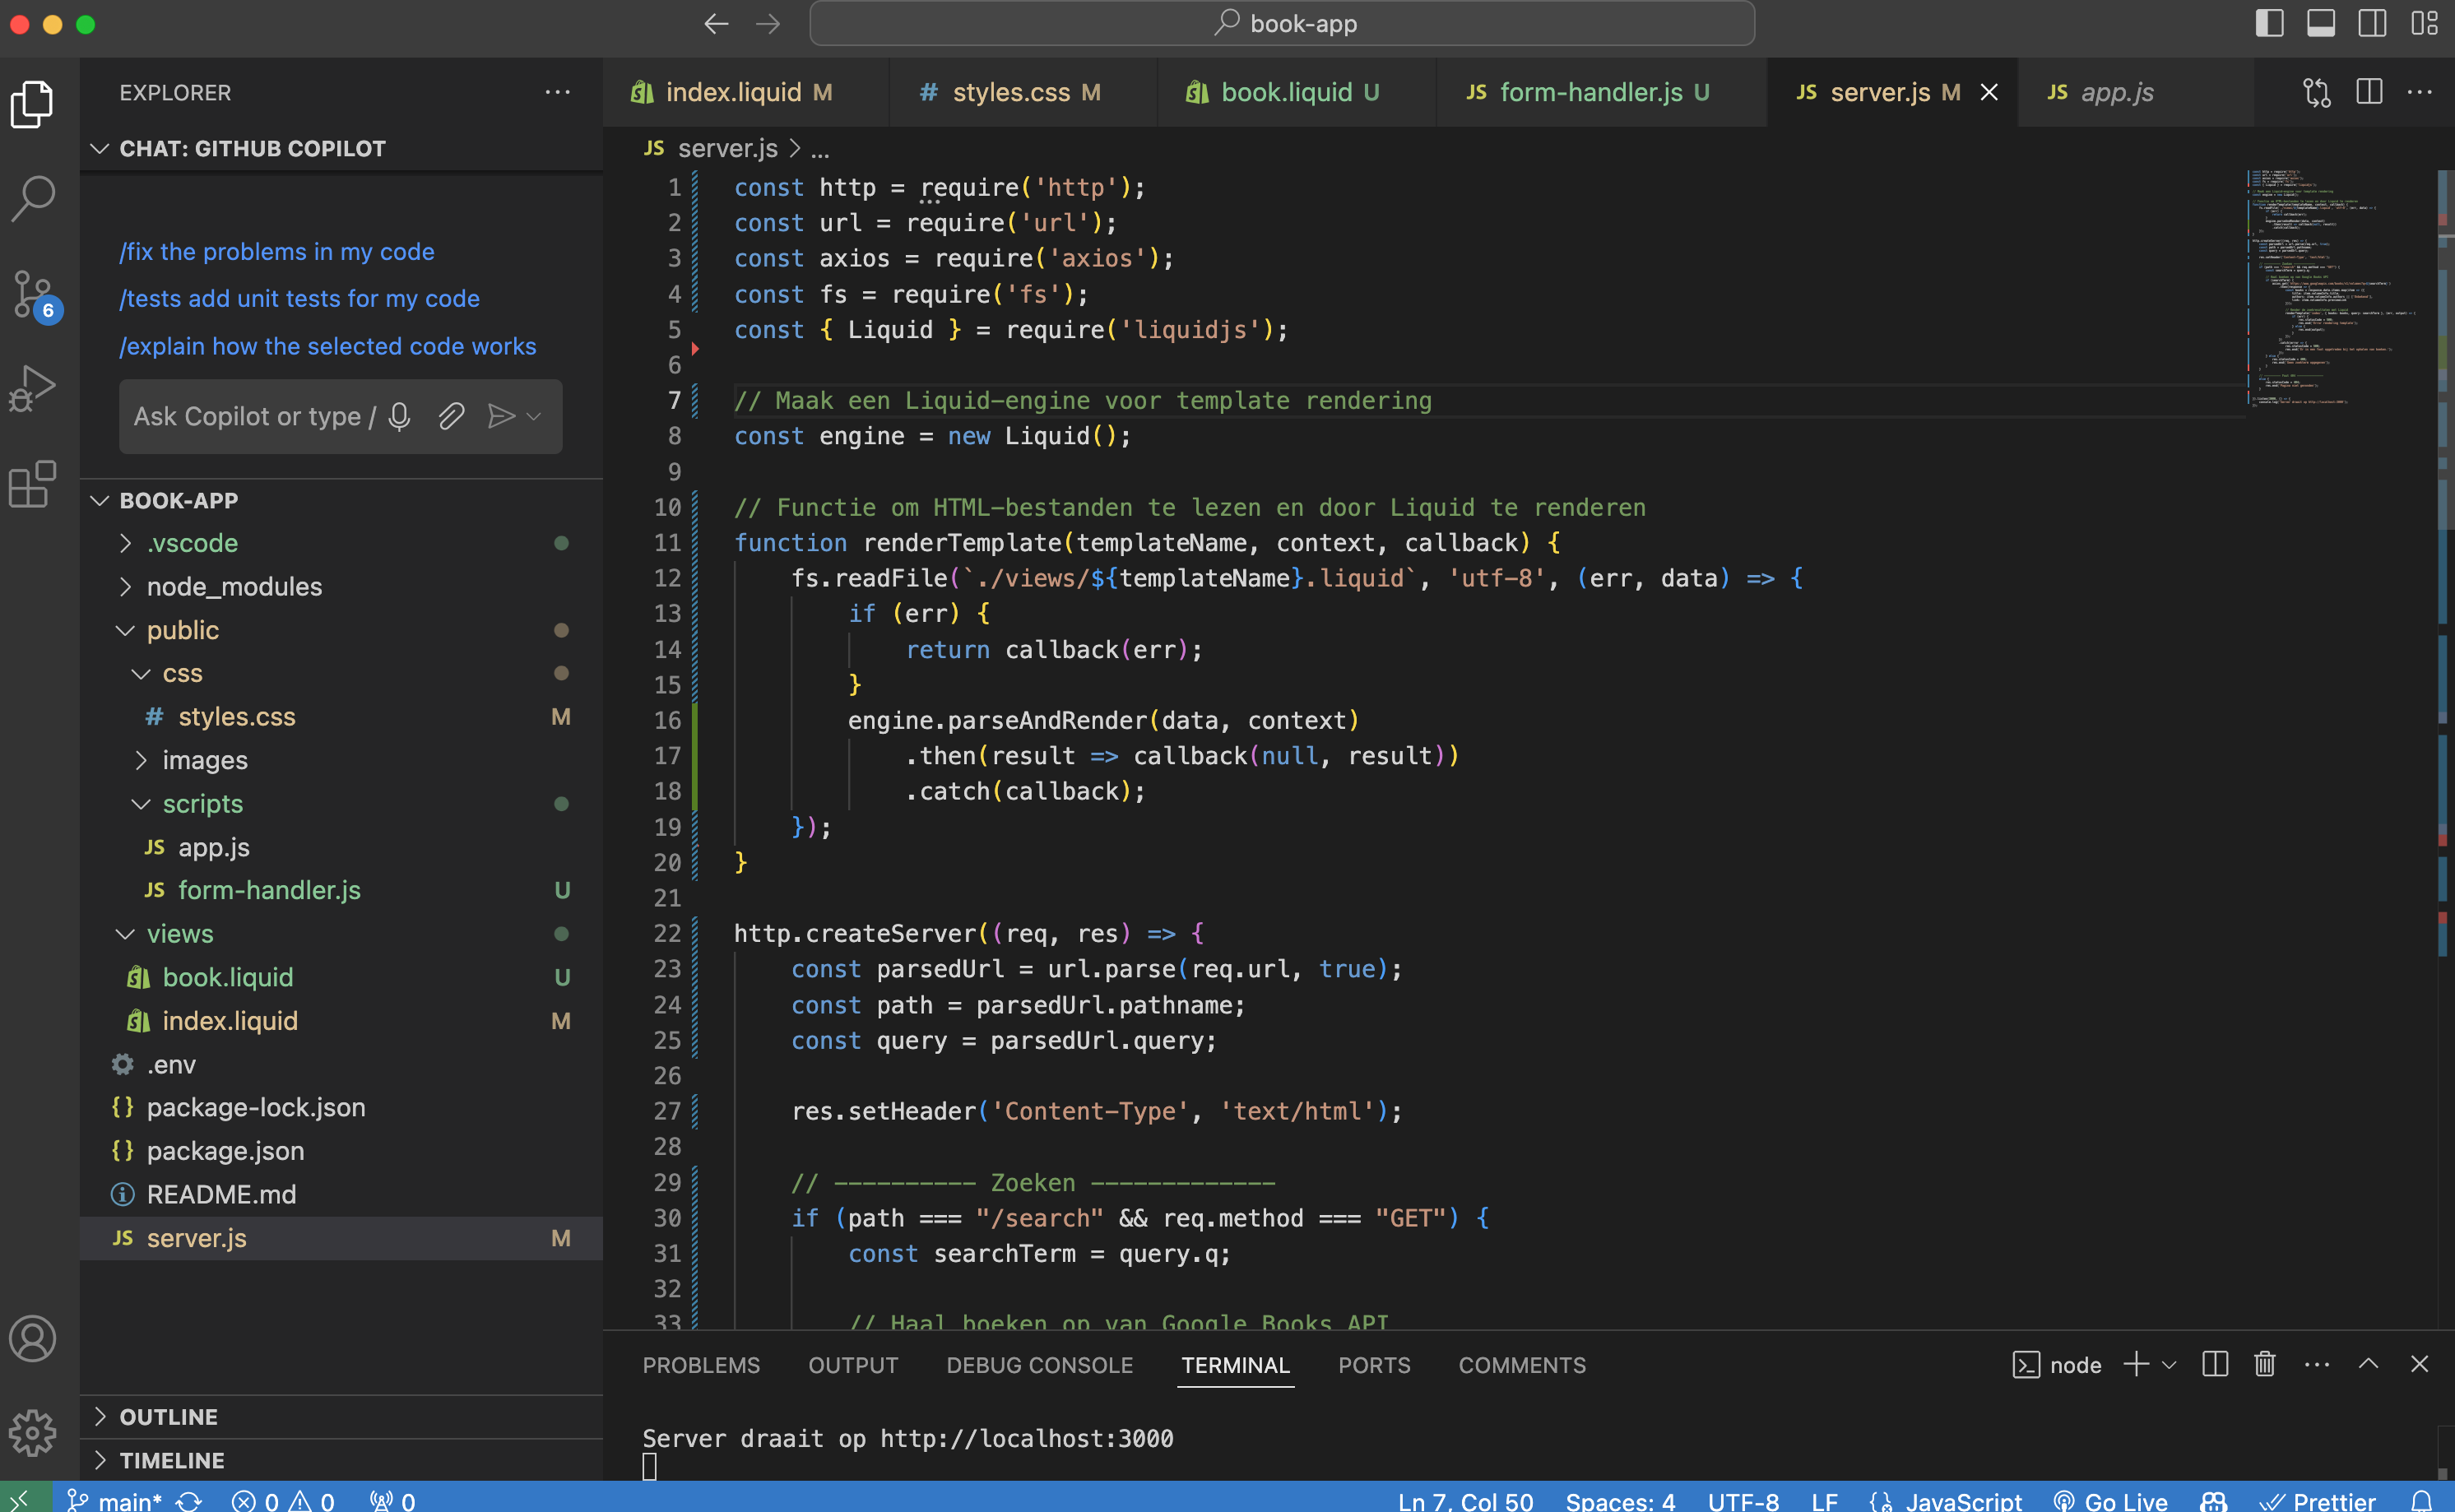 book-app
EXPLORER
index.liquid M
styles.css M
book.liquid U
JS form-handler.js U
JS server.js M
JS app.js
CHAT: GITHUB COPILOT
/fix the problems in my code
/tests add unit tests for my code
/explain how the selected code works
Ask Copilot or type /
6
BOOK-APP
.vscode
node_modules
public
css
# styles.css M
images
scripts
JS app.js
JS form-handler.js U
views
book.liquid U
index.liquid M
.env
{} package-lock.json
{} package.json
README.md
JS server.js M
OUTLINE
TIMELINE
JS server.js > ...
1 const http = require('http');
2 const url = require('url');
3 const axios = require('axios');
4 const fs = require('fs');
5 const { Liquid } = require('liquidjs');
6
7 // Maak een Liquid-engine voor template rendering
8 const engine = new Liquid();
9
10 // Functie om HTML-bestanden te lezen en door Liquid te renderen
11 function renderTemplate(templateName, context, callback) {
12 fs.readFile(`./views/${templateName}.liquid`, 'utf-8', (err, data) => {
13 if (err) {
14 return callback(err);
15 }
16 engine.parseAndRender(data, context)
17 .then(result => callback(null, result))
18 .catch(callback);
19 });
20 }
21
22 http.createServer((req, res) => {
23 const parsedUrl = url.parse(req.url, true);
24 const path = parsedUrl.pathname;
25 const query = parsedUrl.query;
26
27 res.setHeader('Content-Type', 'text/html');
28
29 // ---------- Zoeken -------------
30 if (path === "/search" && req.method === "GET") {
31 const searchTerm = query.q;
32
33 // Haal boeken op van Google Books API
PROBLEMS OUTPUT DEBUG CONSOLE TERMINAL PORTS COMMENTS
node
Server draait op http://localhost:3000
main* 0 0 0
Ln 7, Col 50 Spaces: 4 UTF-8 LF JavaScript Go Live Prettier